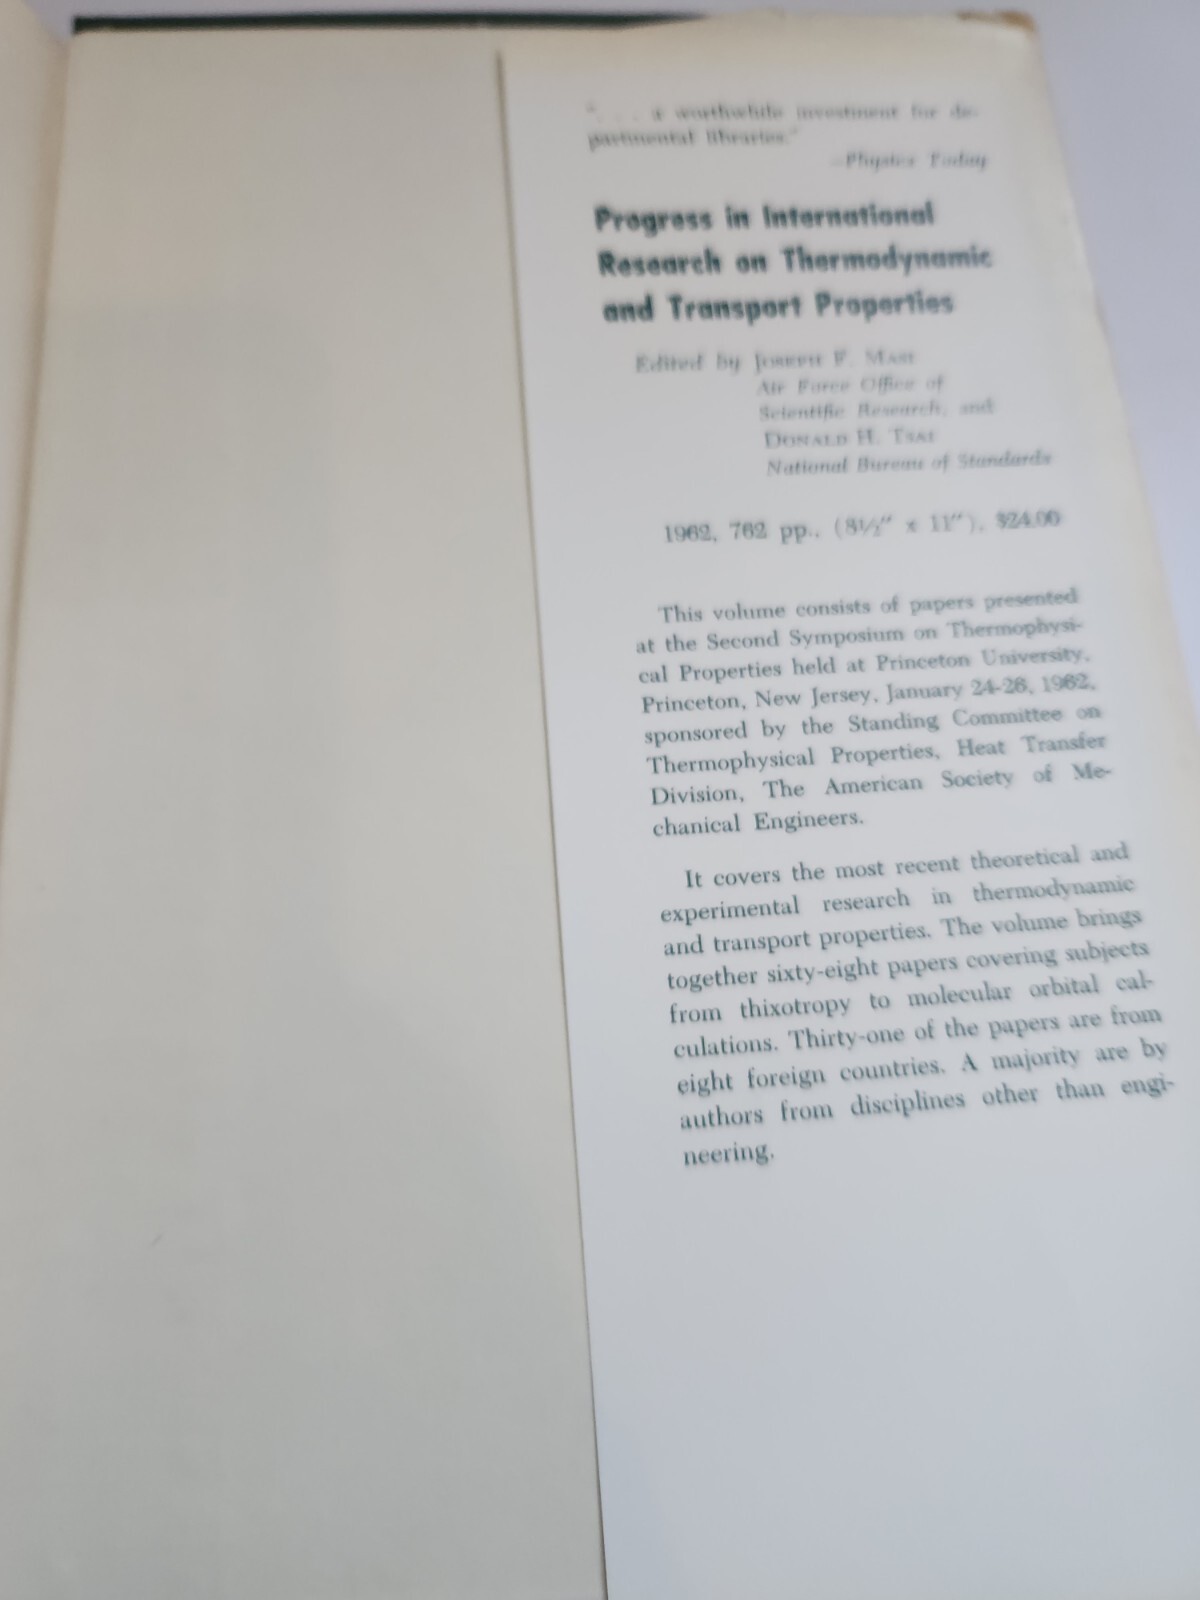 ". . . a worthwhile investment for de-
partmental libraries."
—Physics Today
Progress in International
Research on Thermodynamic
and Transport Properties
Edited by JOSEPH F. MASI
Air Force Office of
Scientific Research, and
DONALD H. TSAI
National Bureau of Standards
1962, 762 pp., (8½" x 11"), $24.00
This volume consists of papers presented
at the Second Symposium on Thermophysi-
cal Properties held at Princeton University,
Princeton, New Jersey, January 24-26, 1962,
sponsored by the Standing Committee on
Thermophysical Properties, Heat Transfer
Division, The American Society of Me-
chanical Engineers.
It covers the most recent theoretical and
experimental research in thermodynamic
and transport properties. The volume brings
together sixty-eight papers covering subjects
from thixotropy to molecular orbital cal-
culations. Thirty-one of the papers are from
eight foreign countries. A majority are by
authors from disciplines other than engi-
neering.